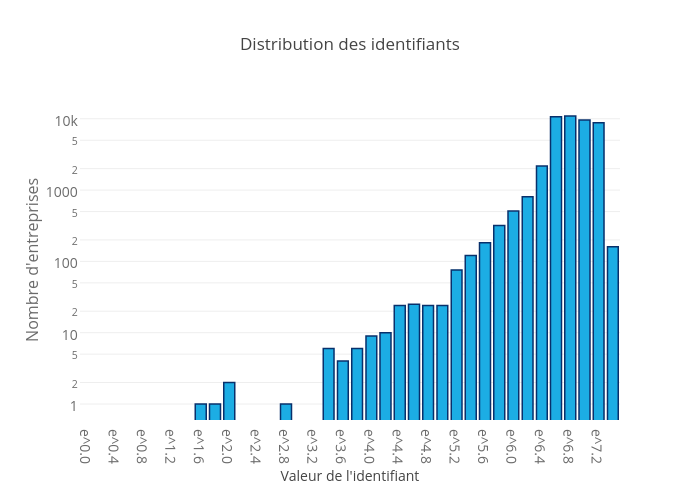 Distribution des identifiants
10k
5
2
1000
5
2
100
5
2
10
5
2
1
Nombre d'entreprises
e^0.0
e^0.4
e^0.8
e^1.2
e^1.6
e^2.0
e^2.4
e^2.8
e^3.2
e^3.6
e^4.0
e^4.4
e^4.8
e^5.2
e^5.6
e^6.0
e^6.4
e^6.8
e^7.2
Valeur de l'identifiant